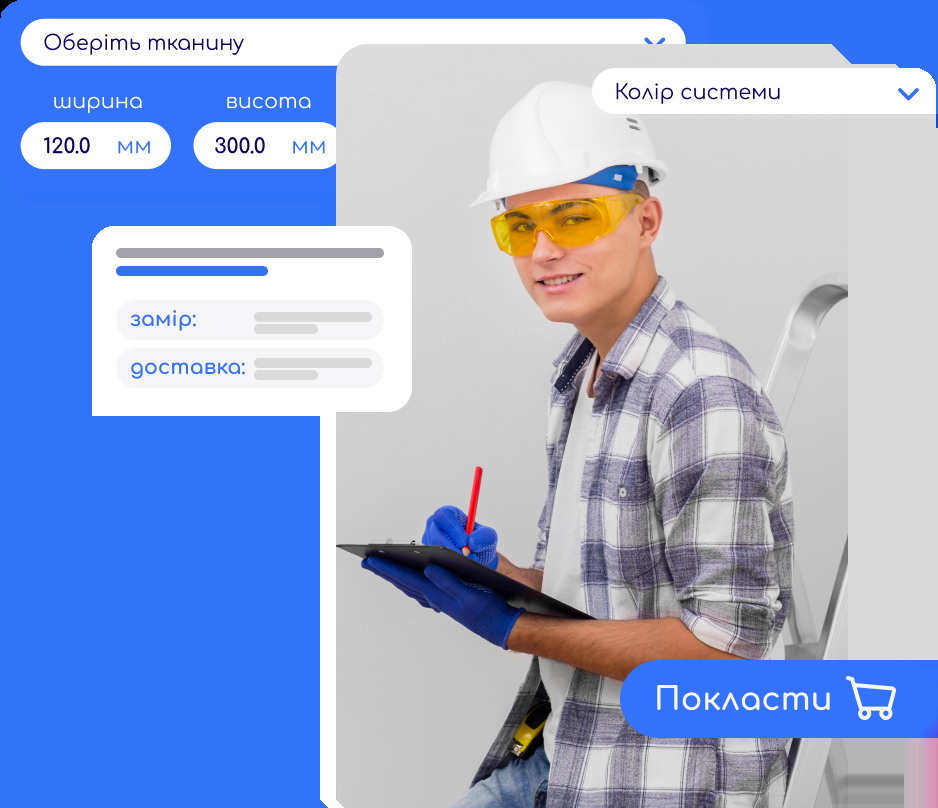 Оберіть тканину
Колір системи
ширина
висота
120.0 мм
300.0 мм
замір:
доставка:
Покласти